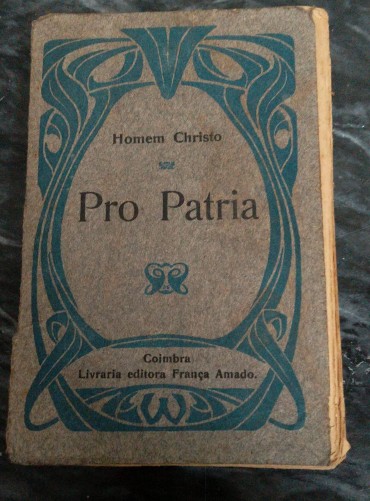 Homem Christo
Pro Patria
Coimbra
Livraria editora França Amado.